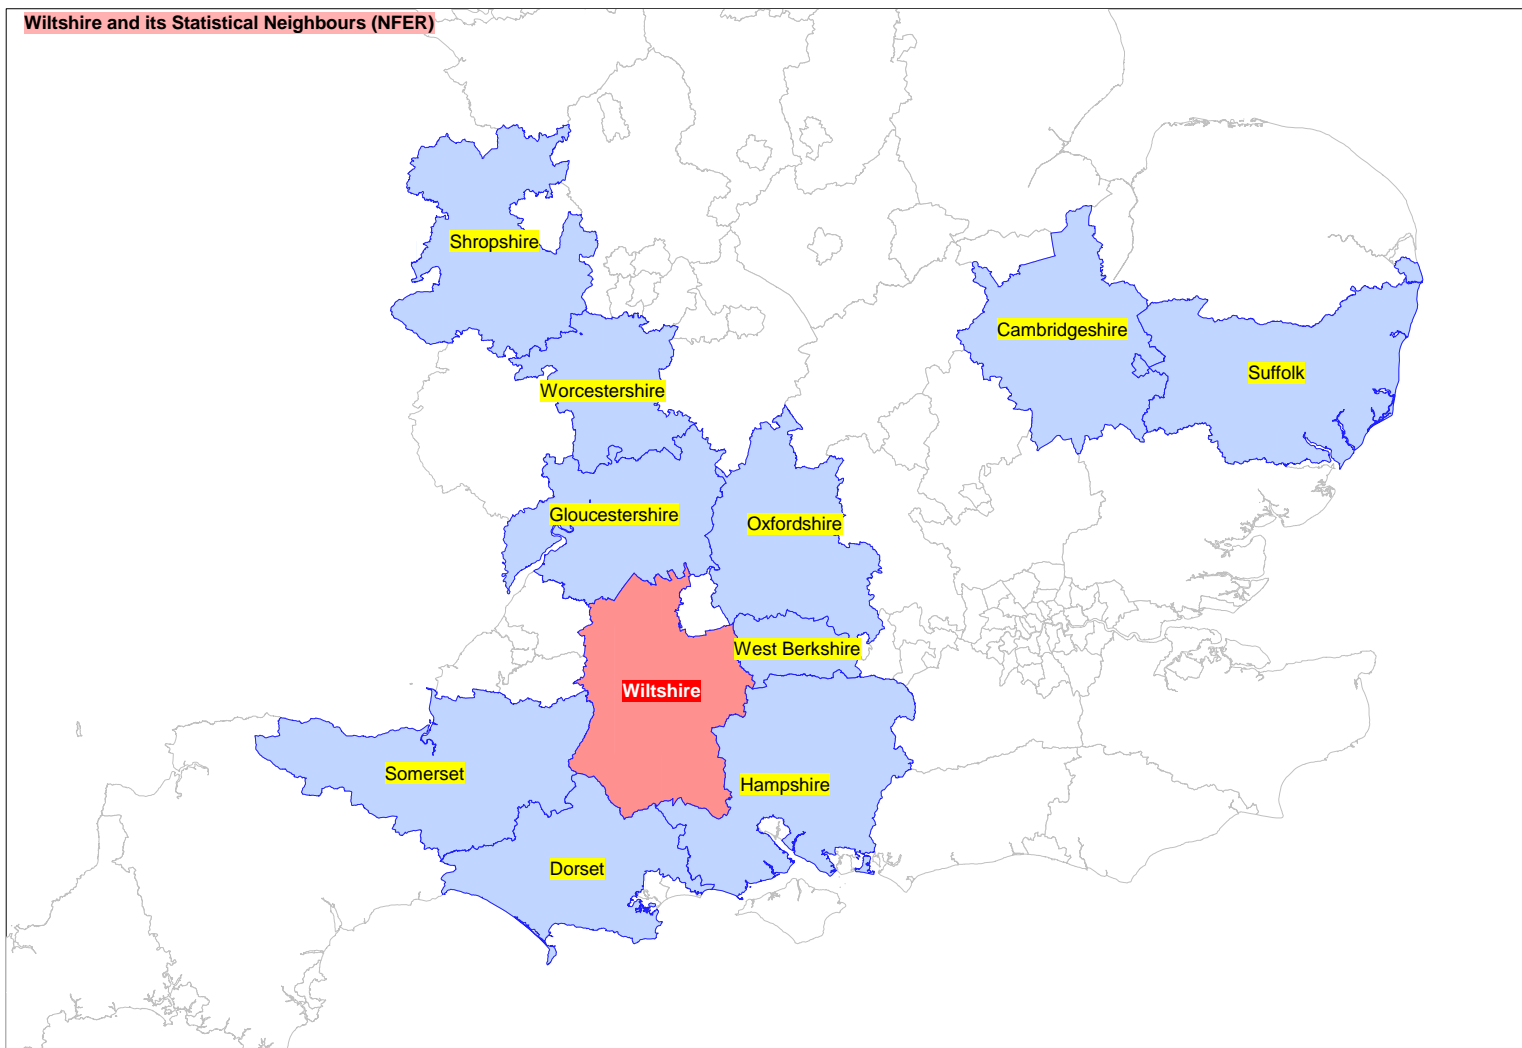 Wiltshire and its Statistical Neighbours (NFER)
Shropshire
Cambridgeshire
Suffolk
Worcestershire
Gloucestershire
Oxfordshire
West Berkshire
Wiltshire
Somerset
Hampshire
Dorset